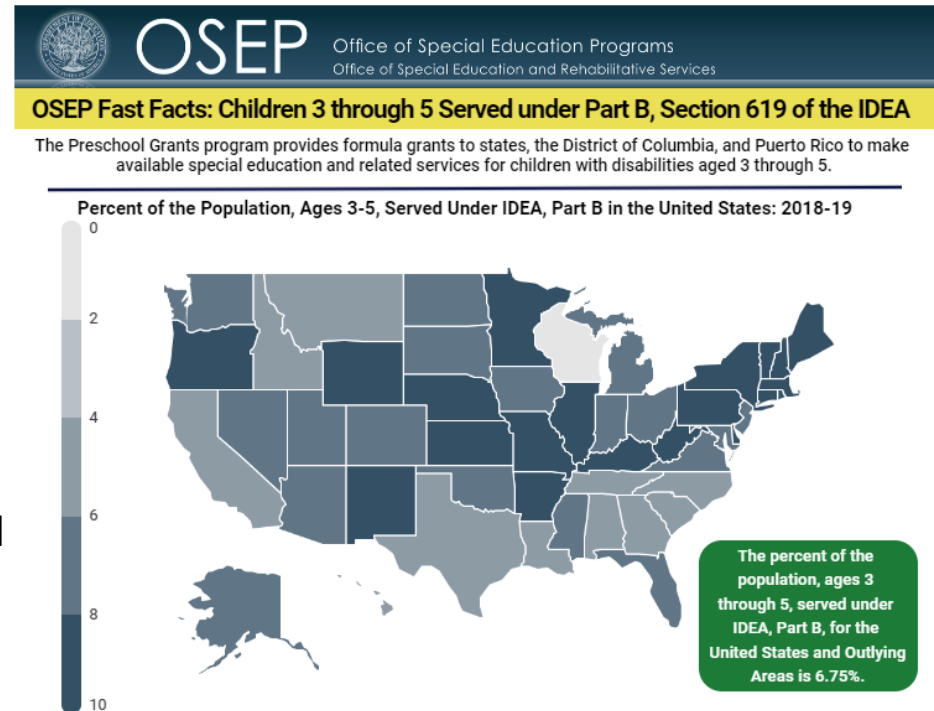 OSEP
Office of Special Education Programs
Office of Special Education and Rehabilitative Services
OSEP Fast Facts: Children 3 through 5 Served under Part B, Section 619 of the IDEA
The Preschool Grants program provides formula grants to states, the District of Columbia, and Puerto Rico to make
available special education and related services for children with disabilities aged 3 through 5.
Percent of the Population, Ages 3-5, Served Under IDEA, Part B in the United States: 2018-19
0
2
4
6
8
10
The percent of the
population, ages 3
through 5, served under
IDEA, Part B, for the
United States and Outlying
Areas is 6.75%.